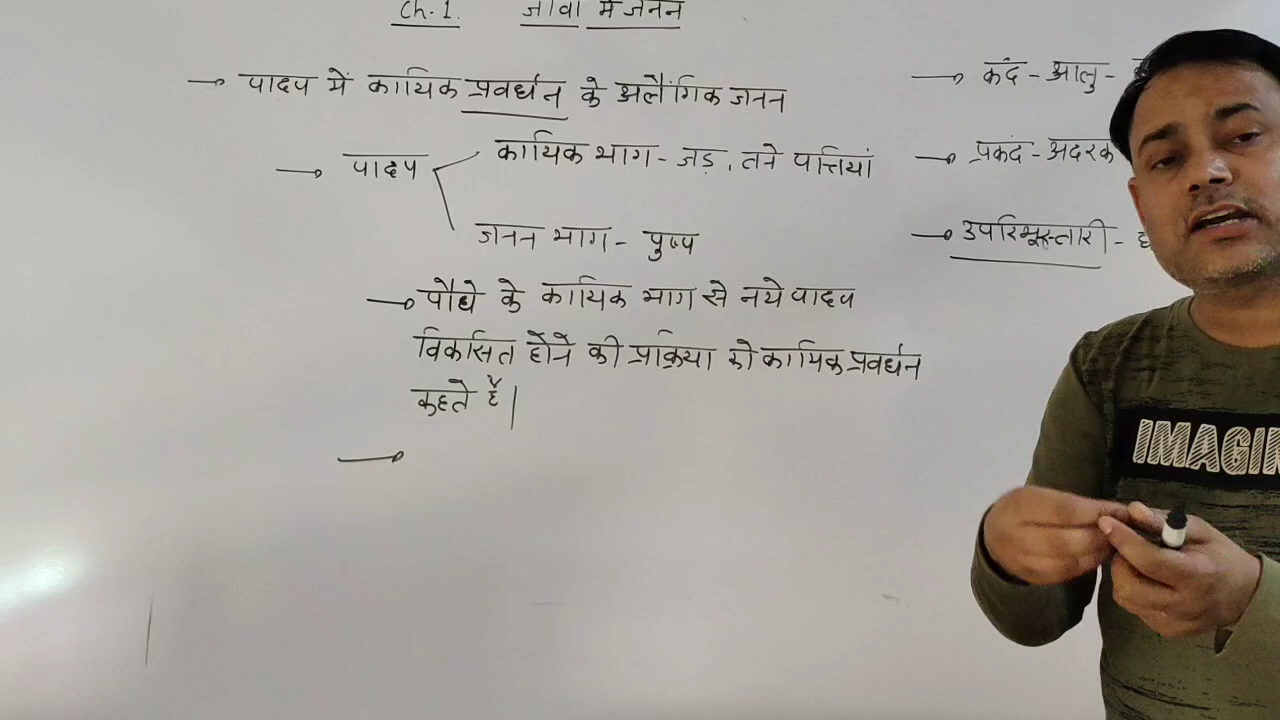 Ch. 1. जीवों में जनन
→ पादप में कायिक प्रवर्धन के अलैंगिक जनन
→ पादप
कायिक भाग - जड़, तने पत्तियां
जनन भाग - पुष्प
→ पौधे के कायिक भाग से नये पादप
विकसित होने की प्रक्रिया को कायिक प्रवर्धन
कहते हैं|
→
→ कंद - आलु -
→ प्रकंद - अदरक
→ उपरिभूस्तारी -
IMAGIN